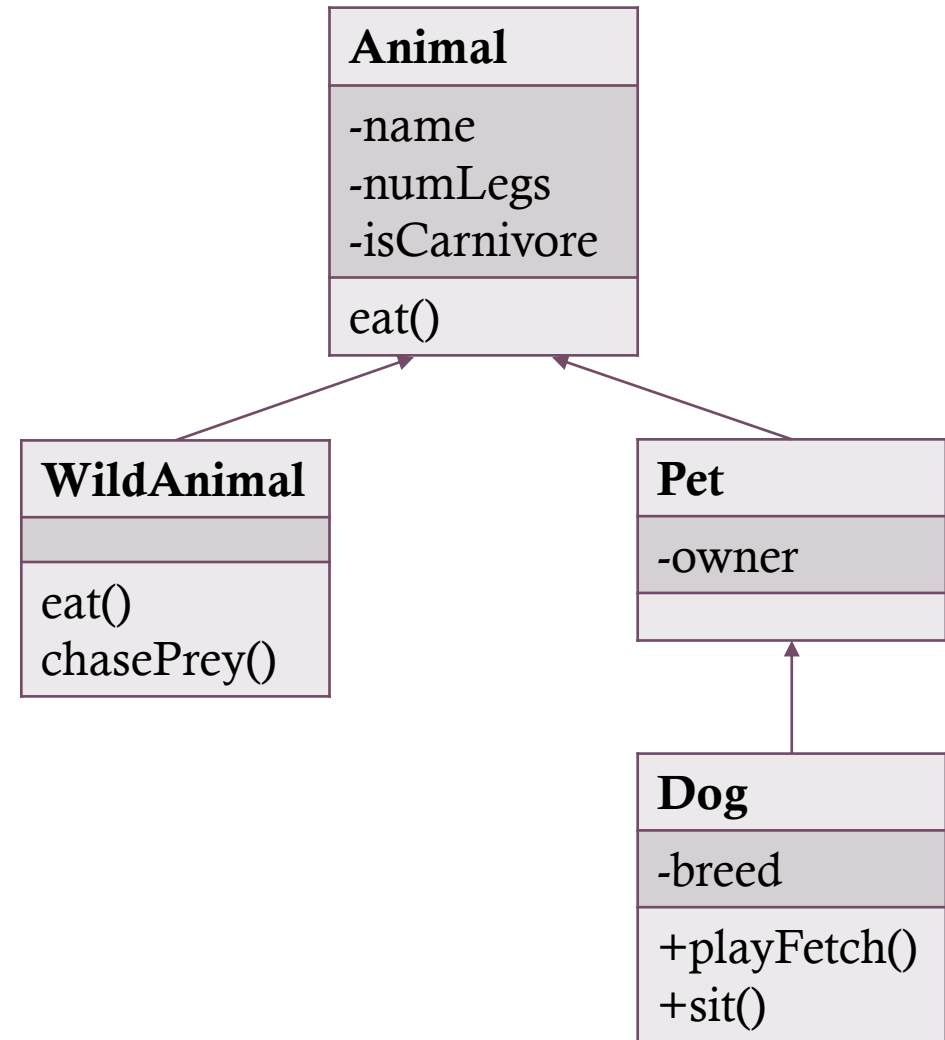 Animal
-name
-numLegs
-isCarnivore
eat()
WildAnimal
eat()
chasePrey()
Pet
-owner
Dog
-breed
+playFetch()
+sit()